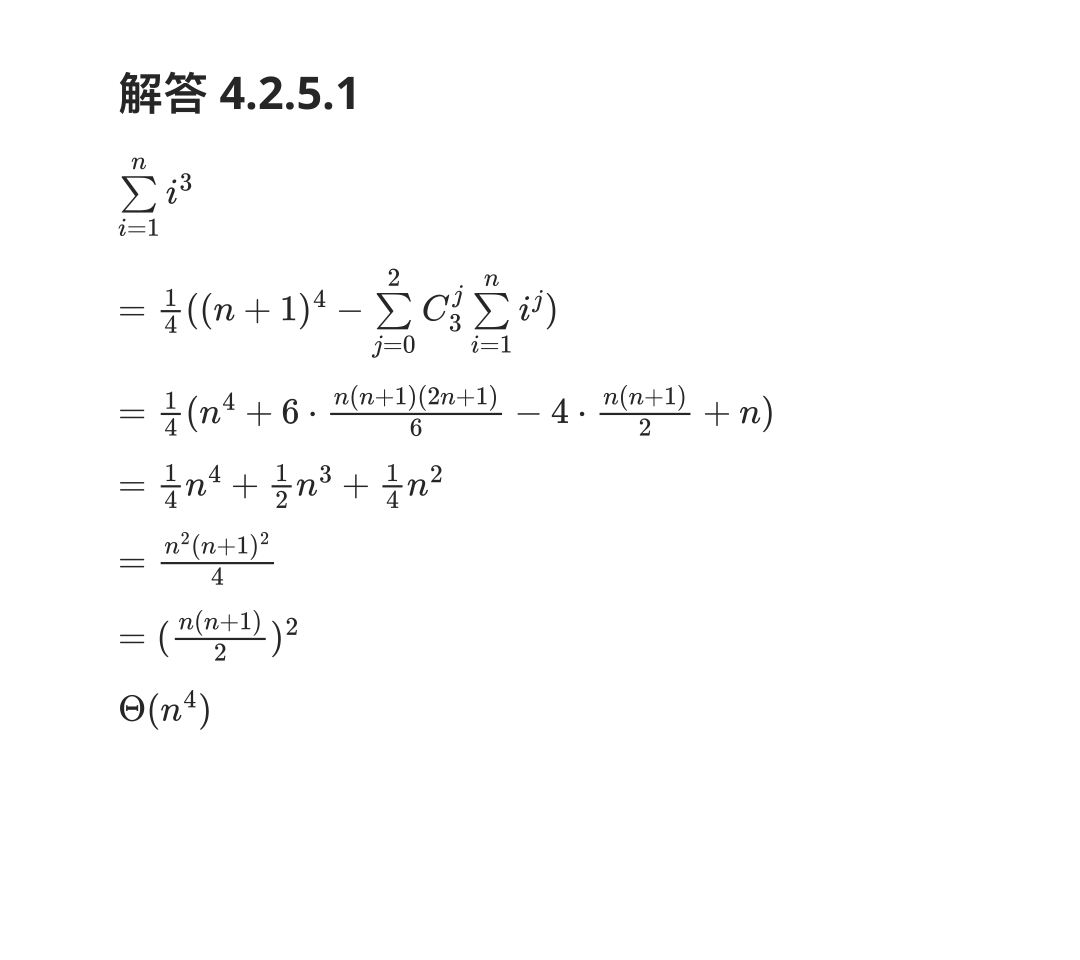 解答 4.2.5.1
\sum_{i=1}^{n} i^3
= \frac{1}{4}((n+1)^4 - \sum_{j=0}^{2} C_3^j \sum_{i=1}^{n} i^j)
= \frac{1}{4}(n^4 + 6 \cdot \frac{n(n+1)(2n+1)}{6} - 4 \cdot \frac{n(n+1)}{2} + n)
= \frac{1}{4}n^4 + \frac{1}{2}n^3 + \frac{1}{4}n^2
= \frac{n^2(n+1)^2}{4}
= (\frac{n(n+1)}{2})^2
Θ(n^4)